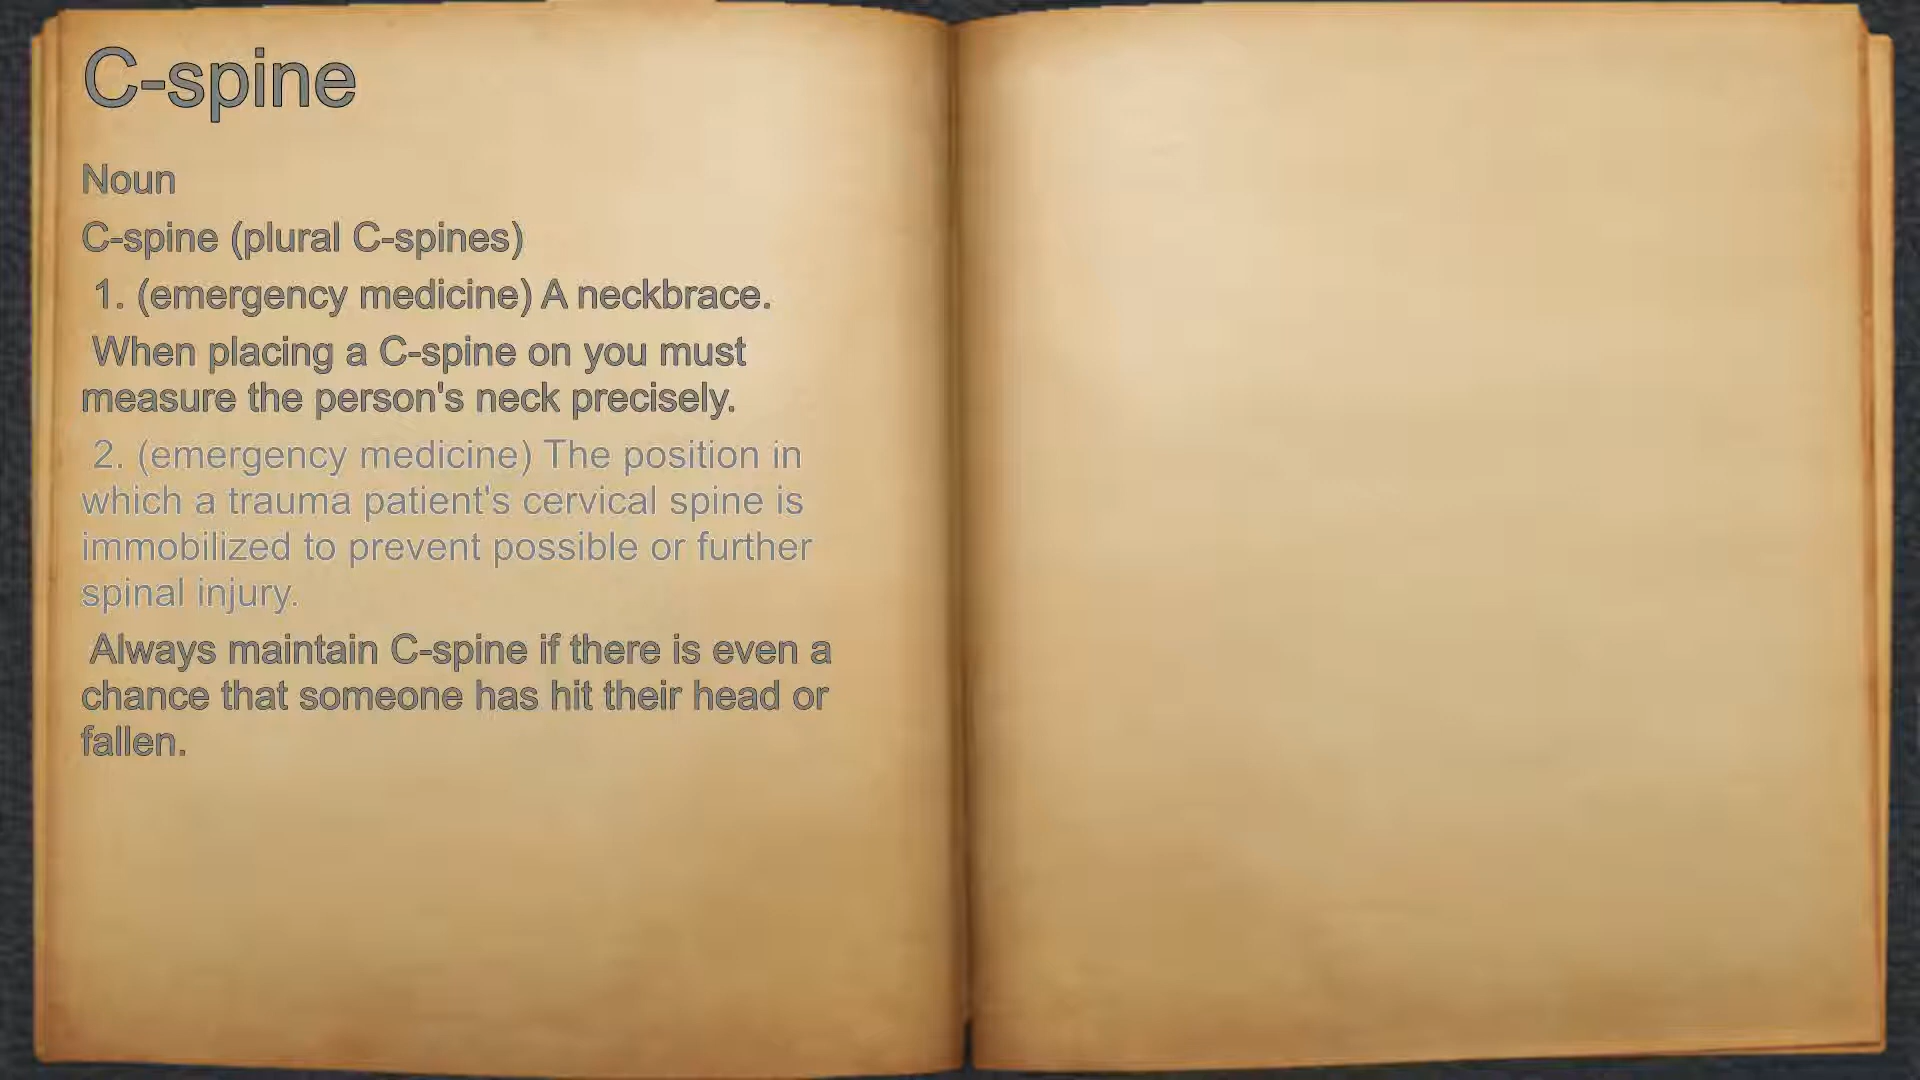 C-spine
Noun
C-spine (plural C-spines)
1. (emergency medicine) A neckbrace.
When placing a C-spine on you must
measure the person's neck precisely.
2. (emergency medicine) The position in
which a trauma patient's cervical spine is
immobilized to prevent possible or further
spinal injury.
Always maintain C-spine if there is even a
chance that someone has hit their head or
fallen.